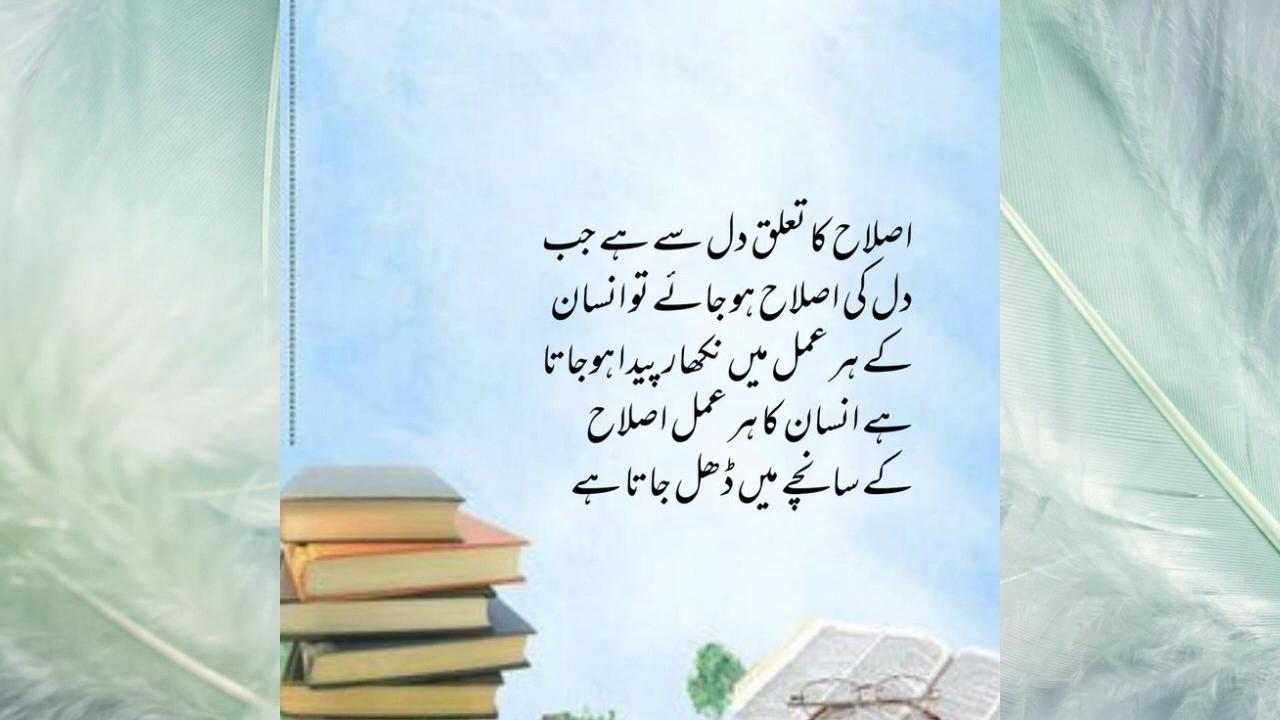 اصلاح کا تعلق دل سے ہے جب
دل کی اصلاح ہو جائے تو انسان
کے ہر عمل میں نکھار پیدا ہو جاتا
ہے انسان کا ہر عمل اصلاح
کے سانچے میں ڈھل جاتا ہے